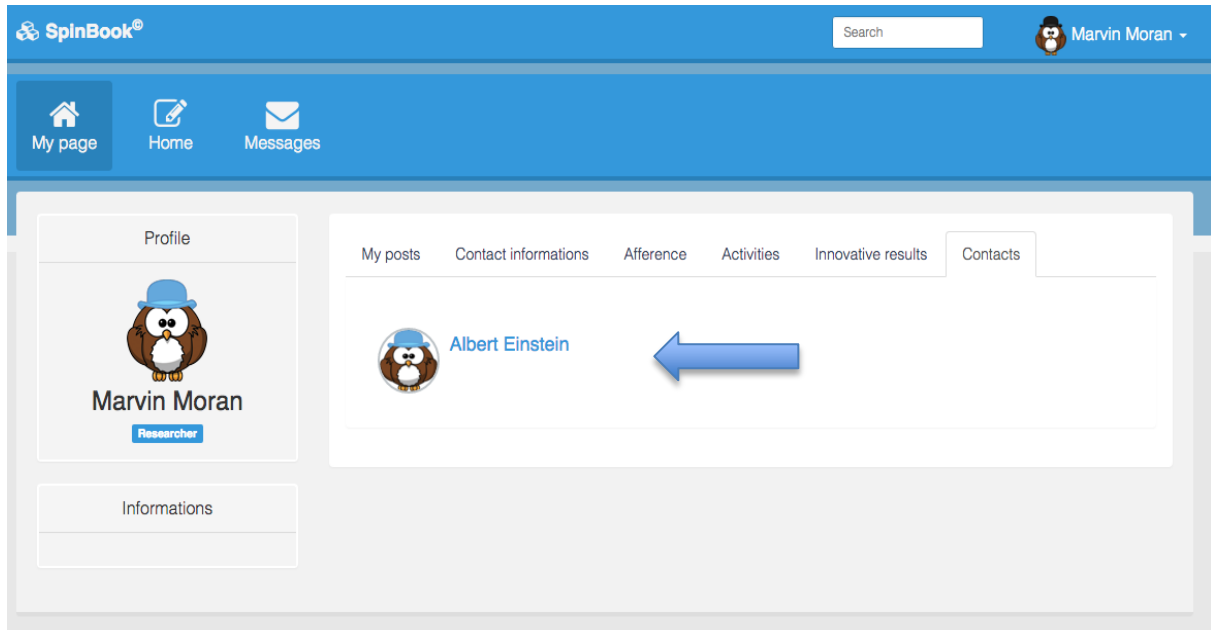 SpinBook©
Search
Marvin Moran
My page
Home
Messages
Profile
Marvin Moran
Researcher
Informations
My posts
Contact informations
Afference
Activities
Innovative results
Contacts
Albert Einstein